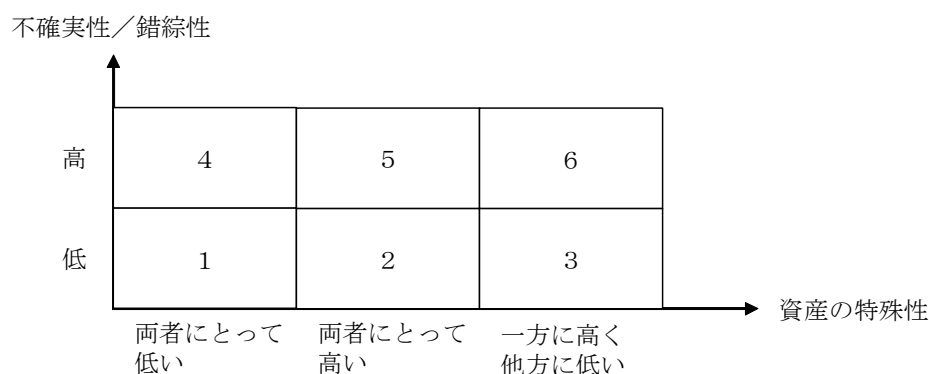 不確実性／錯綜性
高
4
5
6
低
1
2
3
資産の特殊性
両者にとって
低い
両者にとって
高い
一方に高く
他方に低い